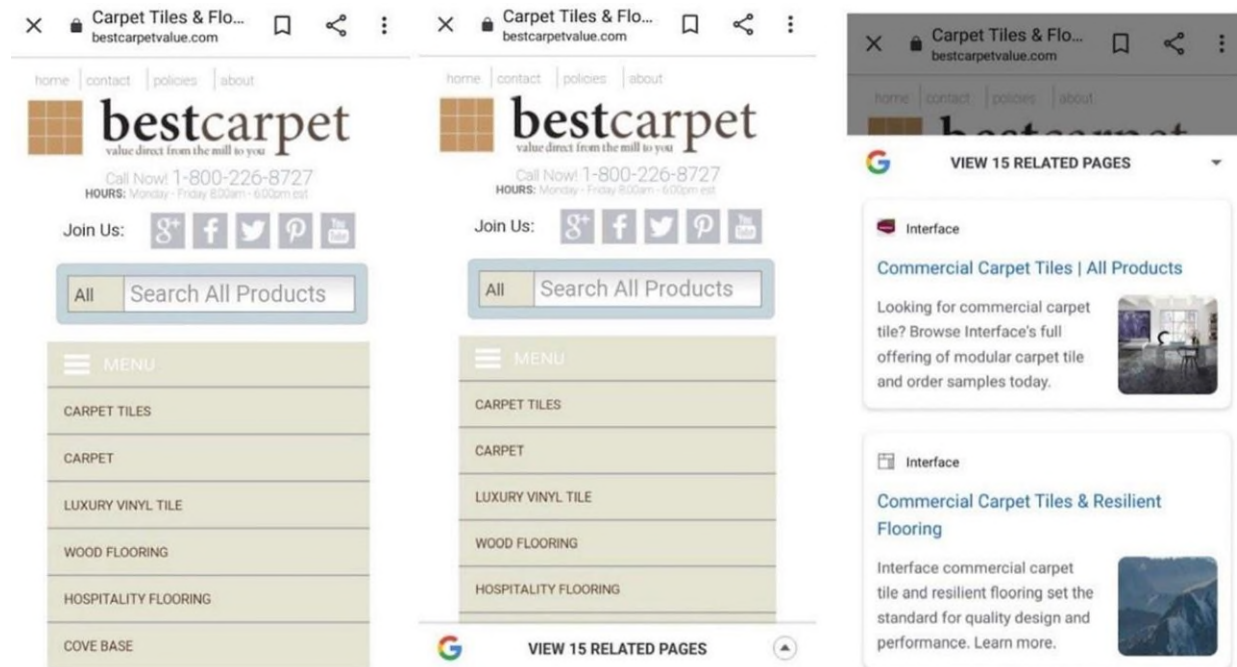 Carpet Tiles & Flo...
bestcarpetvalue.com
home contact policies about
bestcarpet
value direct from the mill to you
Call Now! 1-800-226-8727
HOURS: Monday - Friday 8:00am - 6:00pm est
Join Us:
g+ f p You Tube
All Search All Products
MENU
CARPET TILES
CARPET
LUXURY VINYL TILE
WOOD FLOORING
HOSPITALITY FLOORING
COVE BASE
Carpet Tiles & Flo...
bestcarpetvalue.com
home contact policies about
bestcarpet
value direct from the mill to you
Call Now! 1-800-226-8727
HOURS: Monday - Friday 8:00am - 6:00pm est
Join Us:
g+ f p You Tube
All Search All Products
MENU
CARPET TILES
CARPET
LUXURY VINYL TILE
WOOD FLOORING
HOSPITALITY FLOORING
G VIEW 15 RELATED PAGES
Carpet Tiles & Flo...
bestcarpetvalue.com
home contact policies about
bestcarpet
G VIEW 15 RELATED PAGES
Interface
Commercial Carpet Tiles | All Products
Looking for commercial carpet
tile? Browse Interface's full
offering of modular carpet tile
and order samples today.
Interface
Commercial Carpet Tiles & Resilient
Flooring
Interface commercial carpet
tile and resilient flooring set the
standard for quality design and
performance. Learn more.